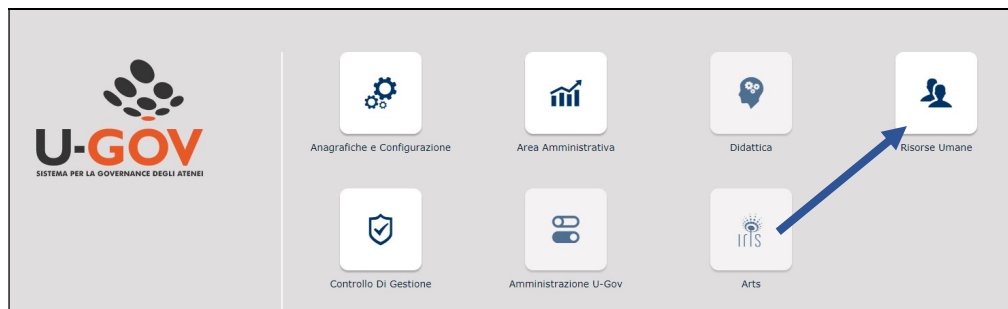 U-GOV
SISTEMA PER LA GOVERNANCE DEGLI ATENEI
Anagrafiche e Configurazione
Area Amministrativa
Didattica
Risorse Umane
Controllo Di Gestione
Amministrazione U-Gov
IrIs
Arts